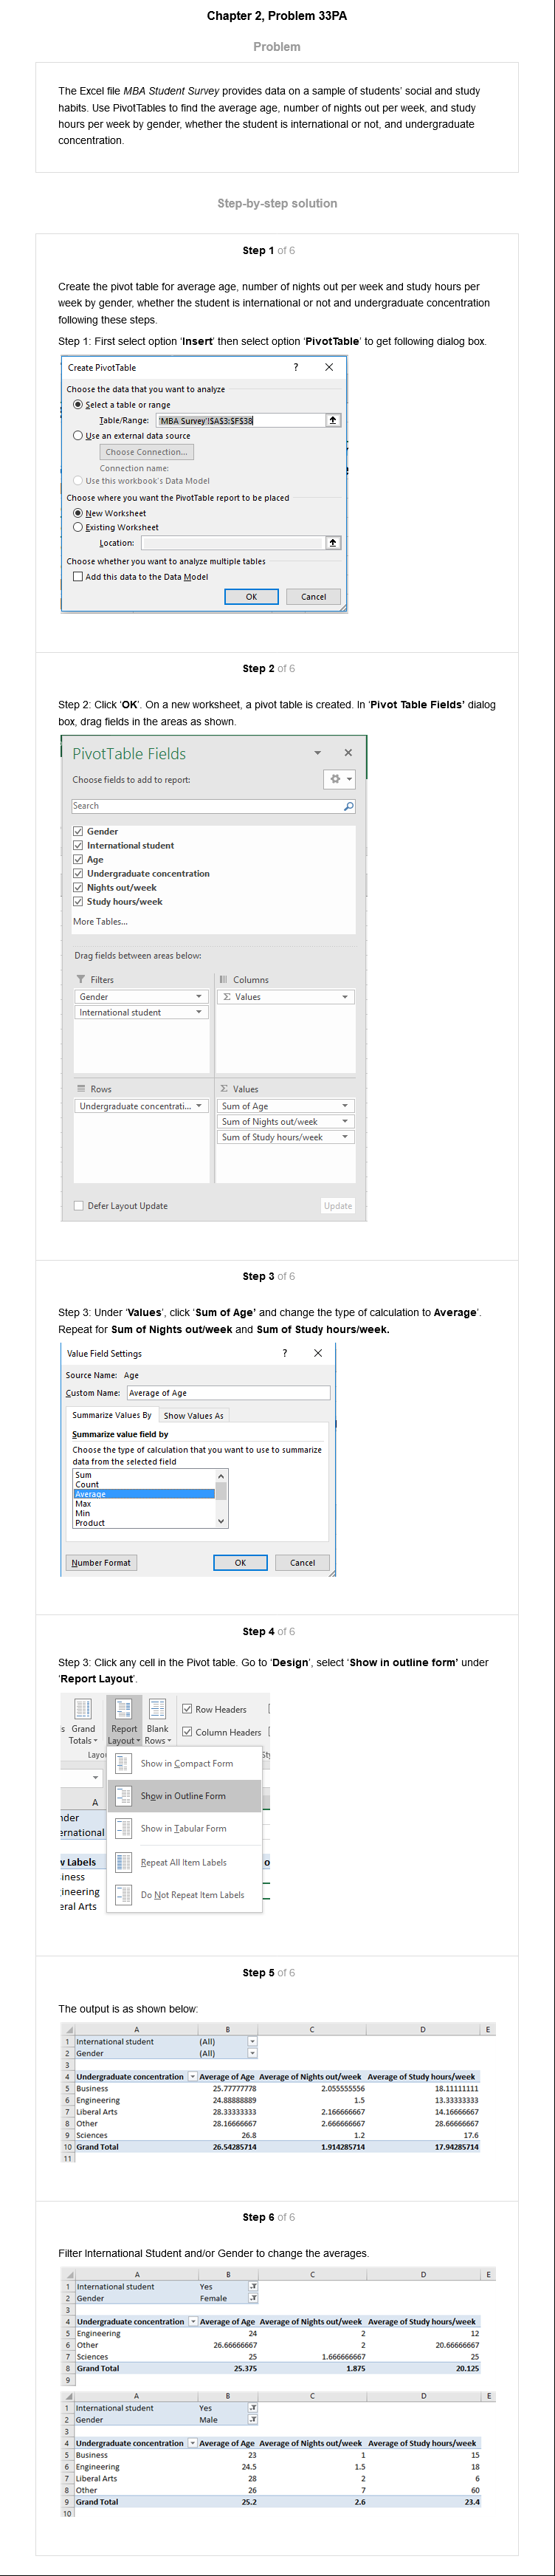 Chapter 2, Problem 33PA
Problem
The Excel file MBA Student Survey provides data on a sample of students' social and study
habits. Use PivotTables to find the average age, number of nights out per week, and study
hours per week by gender, whether the student is international or not, and undergraduate
concentration.
Step-by-step solution
Step 1 of 6
Create the pivot table for average age, number of nights out per week and study hours per
week by gender, whether the student is international or not and undergraduate concentration
following these steps.
Step 1: First select option 'Insert' then select option 'PivotTable' to get following dialog box.
Create PivotTable ? ×
Choose the data that you want to analyze
Select a table or range
Table/Range: 'MBA Survey'!$A$3:$F$38
Use an external data source
Choose Connection...
Connection name:
Use this workbook's Data Model
Choose where you want the PivotTable report to be placed
New Worksheet
Existing Worksheet
Location:
Choose whether you want to analyze multiple tables
Add this data to the Data Model
OK Cancel
Step 2 of 6
Step 2: Click 'OK'. On a new worksheet, a pivot table is created. In 'Pivot Table Fields' dialog
box, drag fields in the areas as shown.
PivotTable Fields
Choose fields to add to report:
Search
Gender
International student
Age
Undergraduate concentration
Nights out/week
Study hours/week
More Tables...
Drag fields between areas below:
Filters
Gender
International student
Columns
Σ Values
Rows
Undergraduate concentrati...
Σ Values
Sum of Age
Sum of Nights out/week
Sum of Study hours/week
Defer Layout Update Update
Step 3 of 6
Step 3: Under 'Values', click 'Sum of Age' and change the type of calculation to Average'.
Repeat for Sum of Nights out/week and Sum of Study hours/week.
Value Field Settings ? ×
Source Name: Age
Custom Name: Average of Age
Summarize Values By Show Values As
Summarize value field by
Choose the type of calculation that you want to use to summarize
data from the selected field
Sum
Count
Average
Max
Min
Product
Number Format OK Cancel
Step 4 of 6
Step 3: Click any cell in the Pivot table. Go to 'Design', select 'Show in outline form' under
'Report Layout'.
s Grand Totals Report Layout Blank Rows
Row Headers
Column Headers
Layou
Show in Compact Form
Show in Outline Form
Show in Tabular Form
Repeat All Item Labels
Do Not Repeat Item Labels
A
nder
ernational
v Labels
iness
ineering
eral Arts
Step 5 of 6
The output is as shown below:
A B C D E
1 International student (All)
2 Gender (All)
3
4 Undergraduate concentration Average of Age Average of Nights out/week Average of Study hours/week
5 Business 25.77777778 2.055555556 18.11111111
6 Engineering 24.88888889 1.5 13.33333333
7 Liberal Arts 28.33333333 2.166666667 14.16666667
8 Other 28.16666667 2.666666667 28.66666667
9 Sciences 26.8 1.2 17.6
10 Grand Total 26.54285714 1.914285714 17.94285714
11
Step 6 of 6
Filter International Student and/or Gender to change the averages.
A B C D E
1 International student Yes
2 Gender Female
3
4 Undergraduate concentration Average of Age Average of Nights out/week Average of Study hours/week
5 Engineering 24 2 12
6 Other 26.66666667 2 20.66666667
7 Sciences 25 1.666666667 25
8 Grand Total 25.375 1.875 20.125
9
A B C D E
1 International student Yes
2 Gender Male
3
4 Undergraduate concentration Average of Age Average of Nights out/week Average of Study hours/week
5 Business 23 1 15
6 Engineering 24.5 1.5 18
7 Liberal Arts 28 2 6
8 Other 26 7 60
9 Grand Total 25.2 2.6 23.4
10